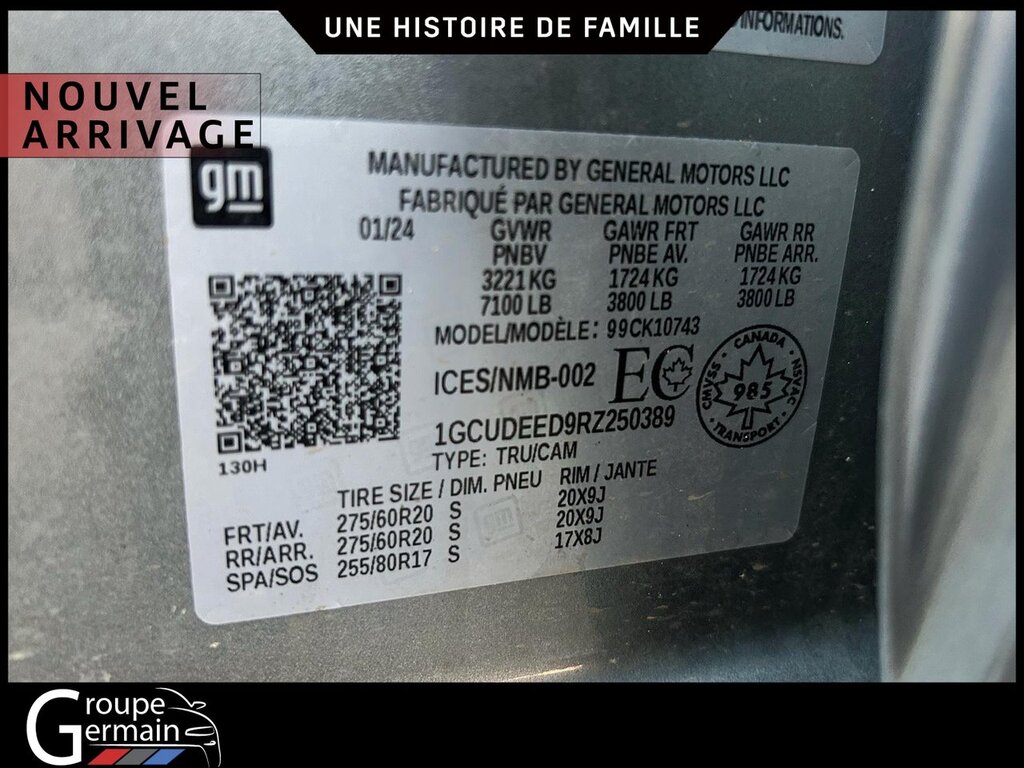 UNE HISTOIRE DE FAMILLE
INFORMATIONS.
NOUVEL
ARRIVAGE
gm
MANUFACTURED BY GENERAL MOTORS LLC
FABRIQUÉ PAR GENERAL MOTORS LLC
01/24 GVWR GAWR FRT GAWR RR
PNBV PNBE AV. PNBE ARR.
3221 KG 1724 KG 1724 KG
7100 LB 3800 LB 3800 LB
MODEL/MODÈLE: 99CK10743
ICES/NMB-002 EC
CANADA
CMVSS 985 NSVAC
TRANSPORT
1GCUDEED9RZ250389
130H
TYPE: TRU/CAM
TIRE SIZE / DIM. PNEU RIM / JANTE
FRT/AV. 275/60R20 S 20X9J
RR/ARR. 275/60R20 S 20X9J
SPA/SOS 255/80R17 S 17X8J
gm
Groupe
Germain